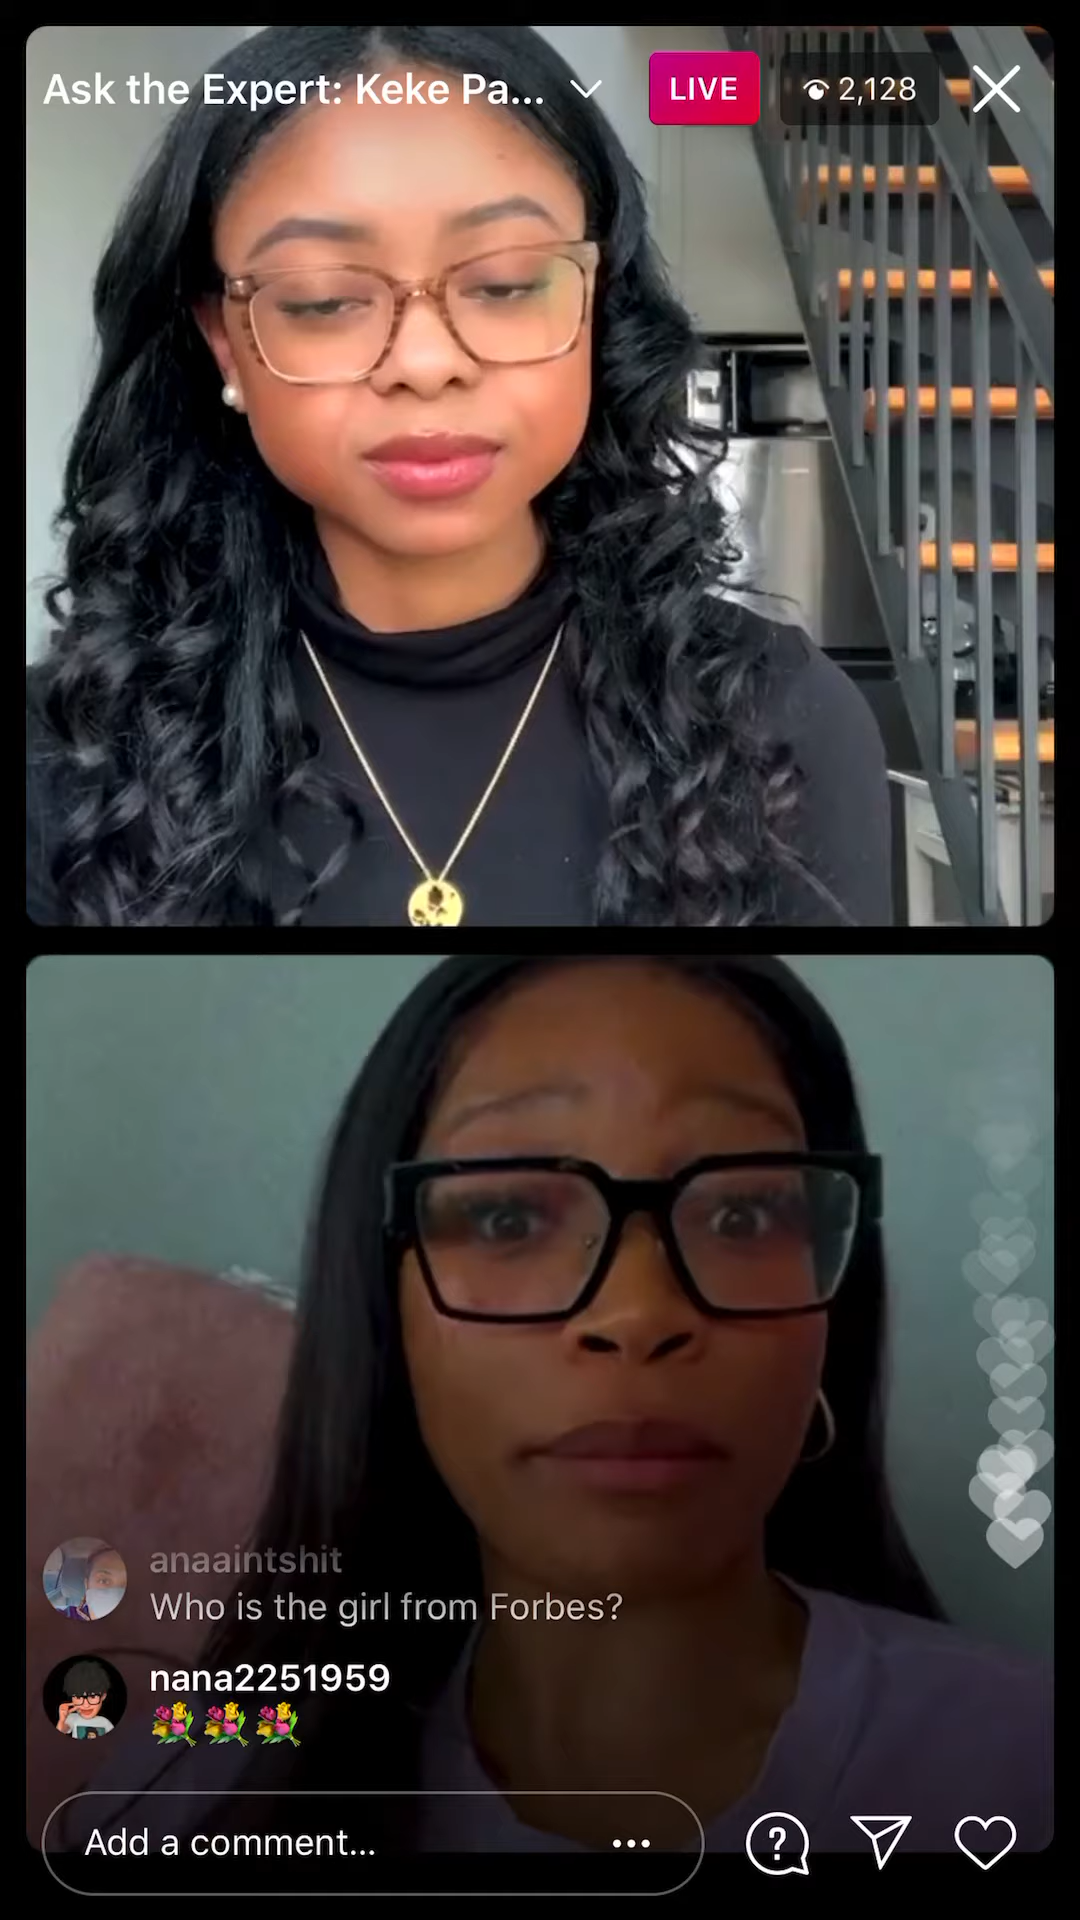 Ask the Expert: Keke Pa...
LIVE
2,128
anaaintshit
Who is the girl from Forbes?
nana2251959
💐💐💐
Add a comment...